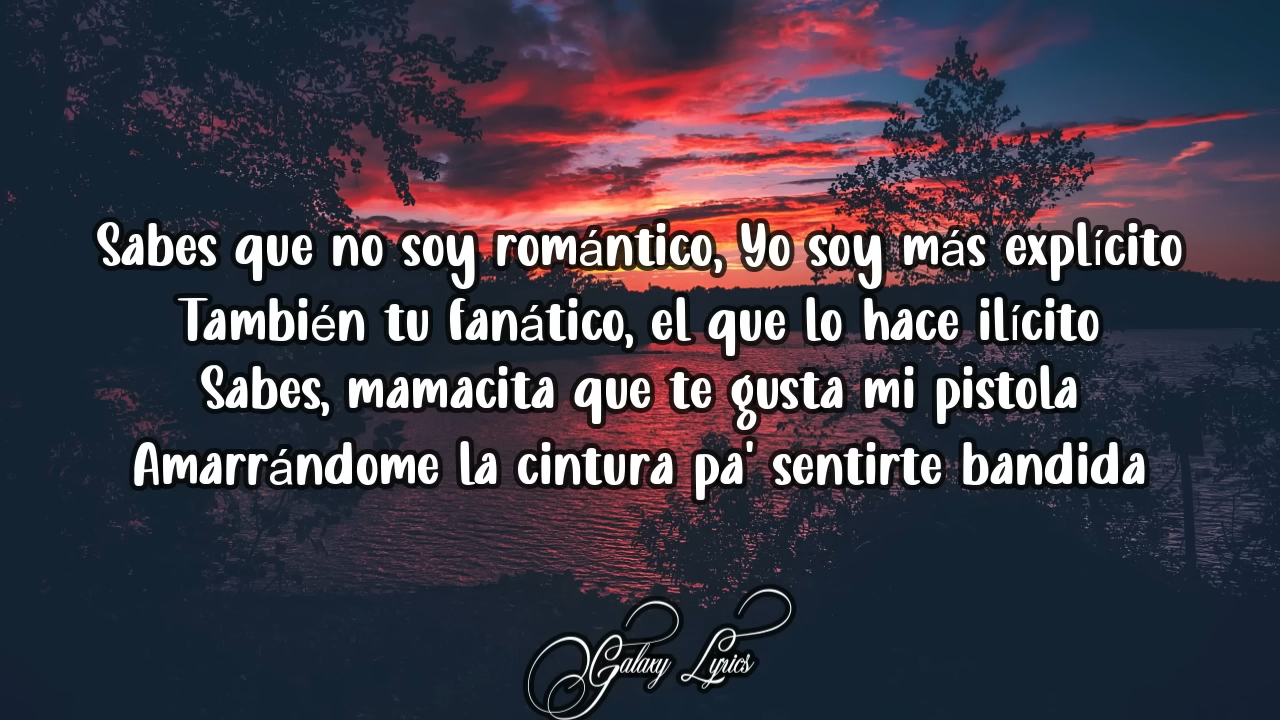 Sabes que no soy romántico, Yo soy más explícito
También tu fanático, el que lo hace ilícito
Sabes, mamacita que te gusta mi pistola
Amarrándome la cintura pa' sentirte bandida
Galaxy Lyrics